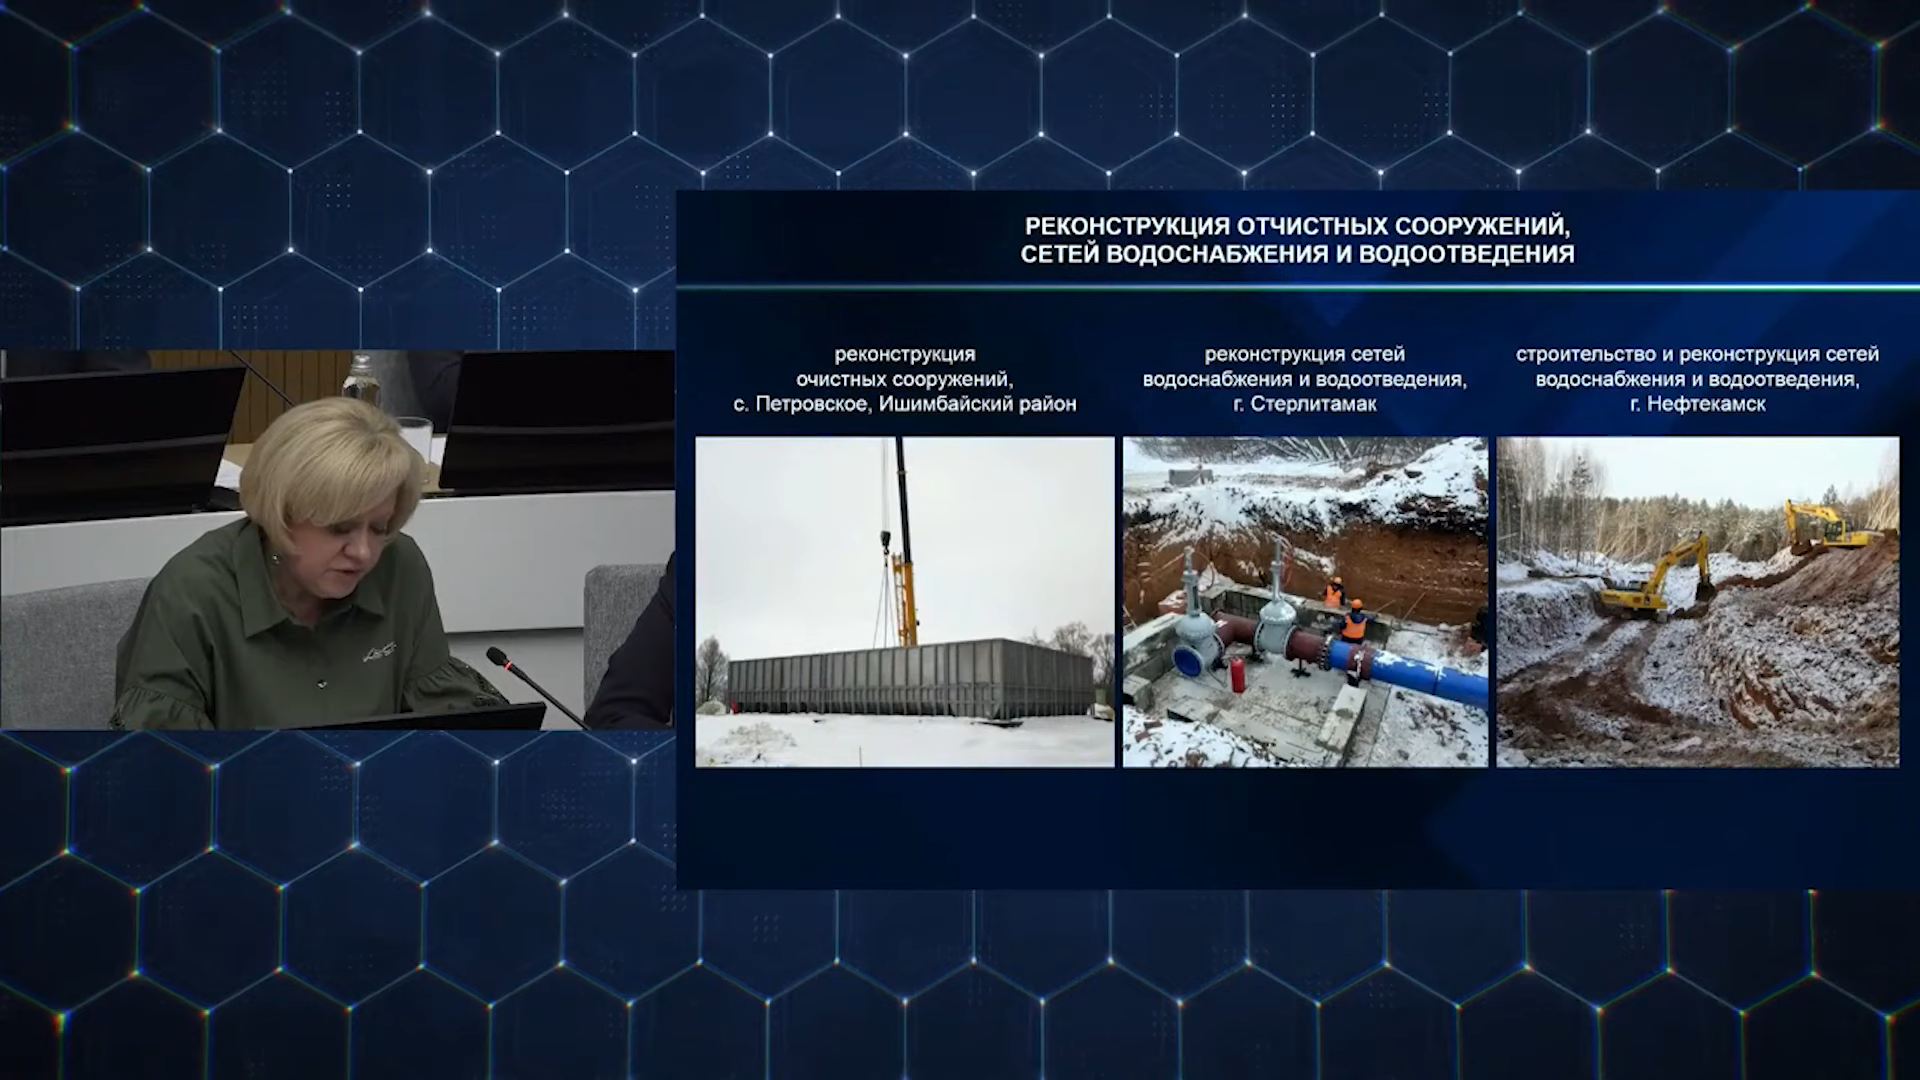 РЕКОНСТРУКЦИЯ ОТЧИСТНЫХ СООРУЖЕНИЙ,
СЕТЕЙ ВОДОСНАБЖЕНИЯ И ВОДООТВЕДЕНИЯ
реконструкция
очистных сооружений,
с. Петровское, Ишимбайский район
реконструкция сетей
водоснабжения и водоотведения,
г. Стерлитамак
строительство и реконструкция сетей
водоснабжения и водоотведения,
г. Нефтекамск